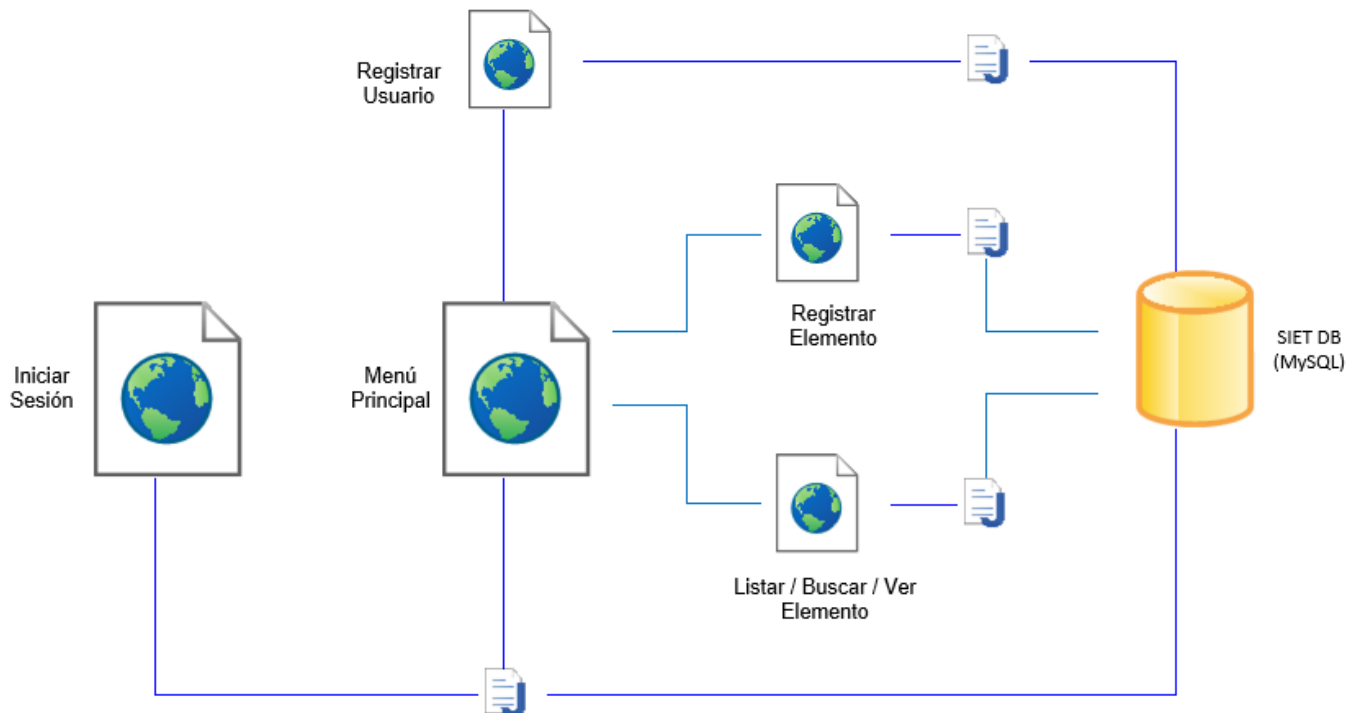 Registrar
Usuario
Registrar
Elemento
Iniciar
Sesión
Menú
Principal
SIET DB
(MySQL)
Listar / Buscar / Ver
Elemento